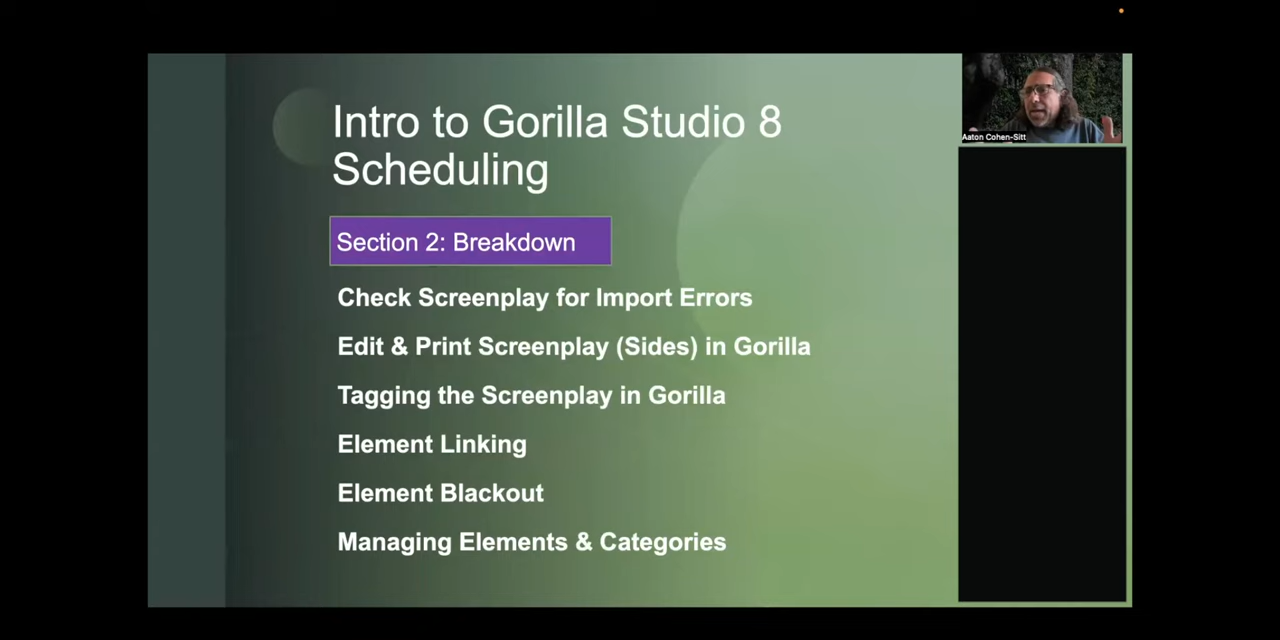 Intro to Gorilla Studio 8
Scheduling
Section 2: Breakdown
Check Screenplay for Import Errors
Edit & Print Screenplay (Sides) in Gorilla
Tagging the Screenplay in Gorilla
Element Linking
Element Blackout
Managing Elements & Categories
Aaton Cohen-Sitt